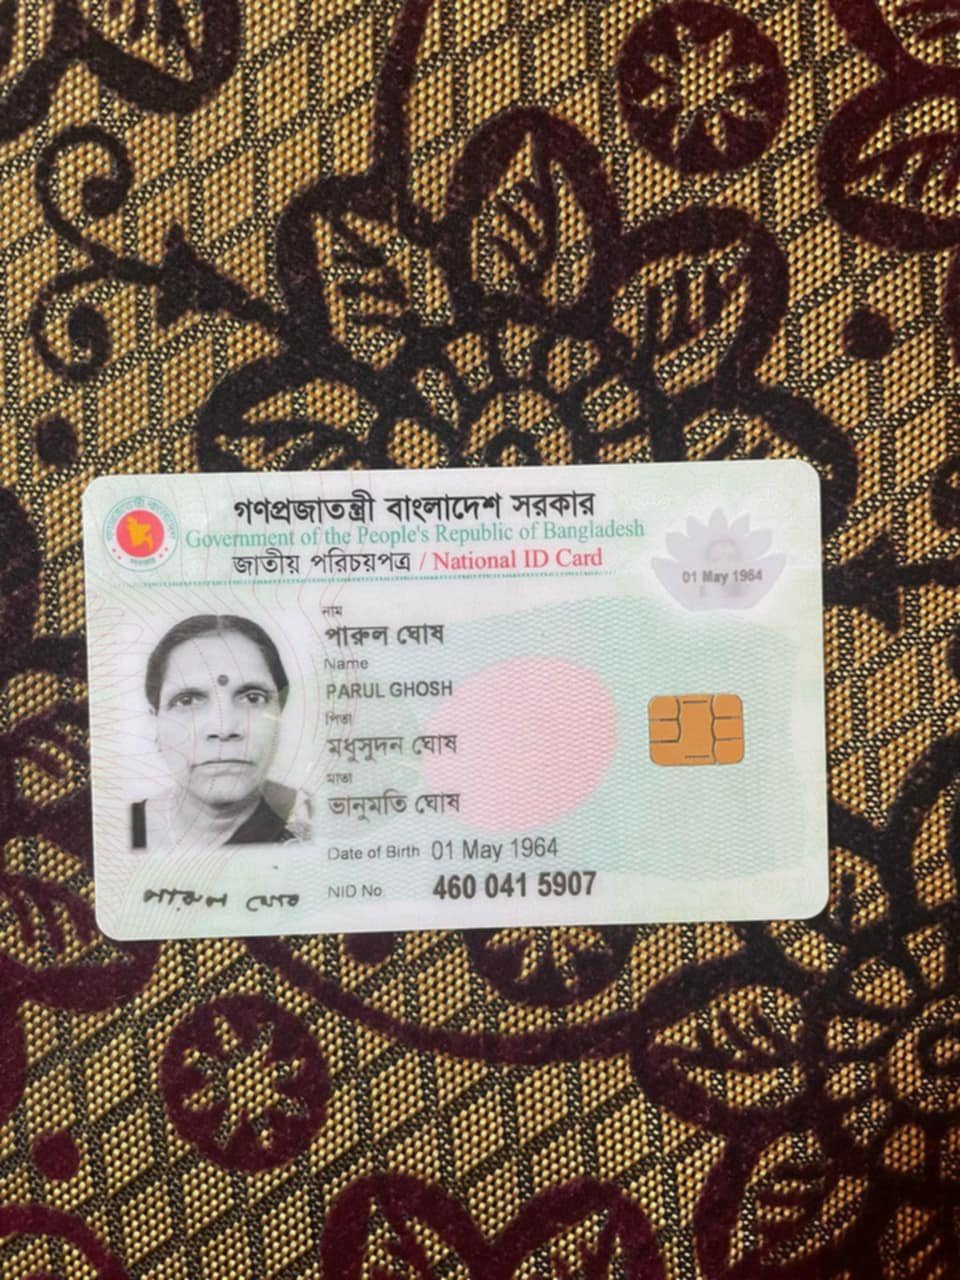 গণপ্রজাতন্ত্রী বাংলাদেশ সরকার
Government of the People's Republic of Bangladesh
জাতীয় পরিচয়পত্র / National ID Card
01 May 1964
নাম
পারুল ঘোষ
Name
PARUL GHOSH
পিতা
মধুসুদন ঘোষ
মাতা
ভানুমতি ঘোষ
Date of Birth 01 May 1964
NID No 460 041 5907
পারুল ঘোষ